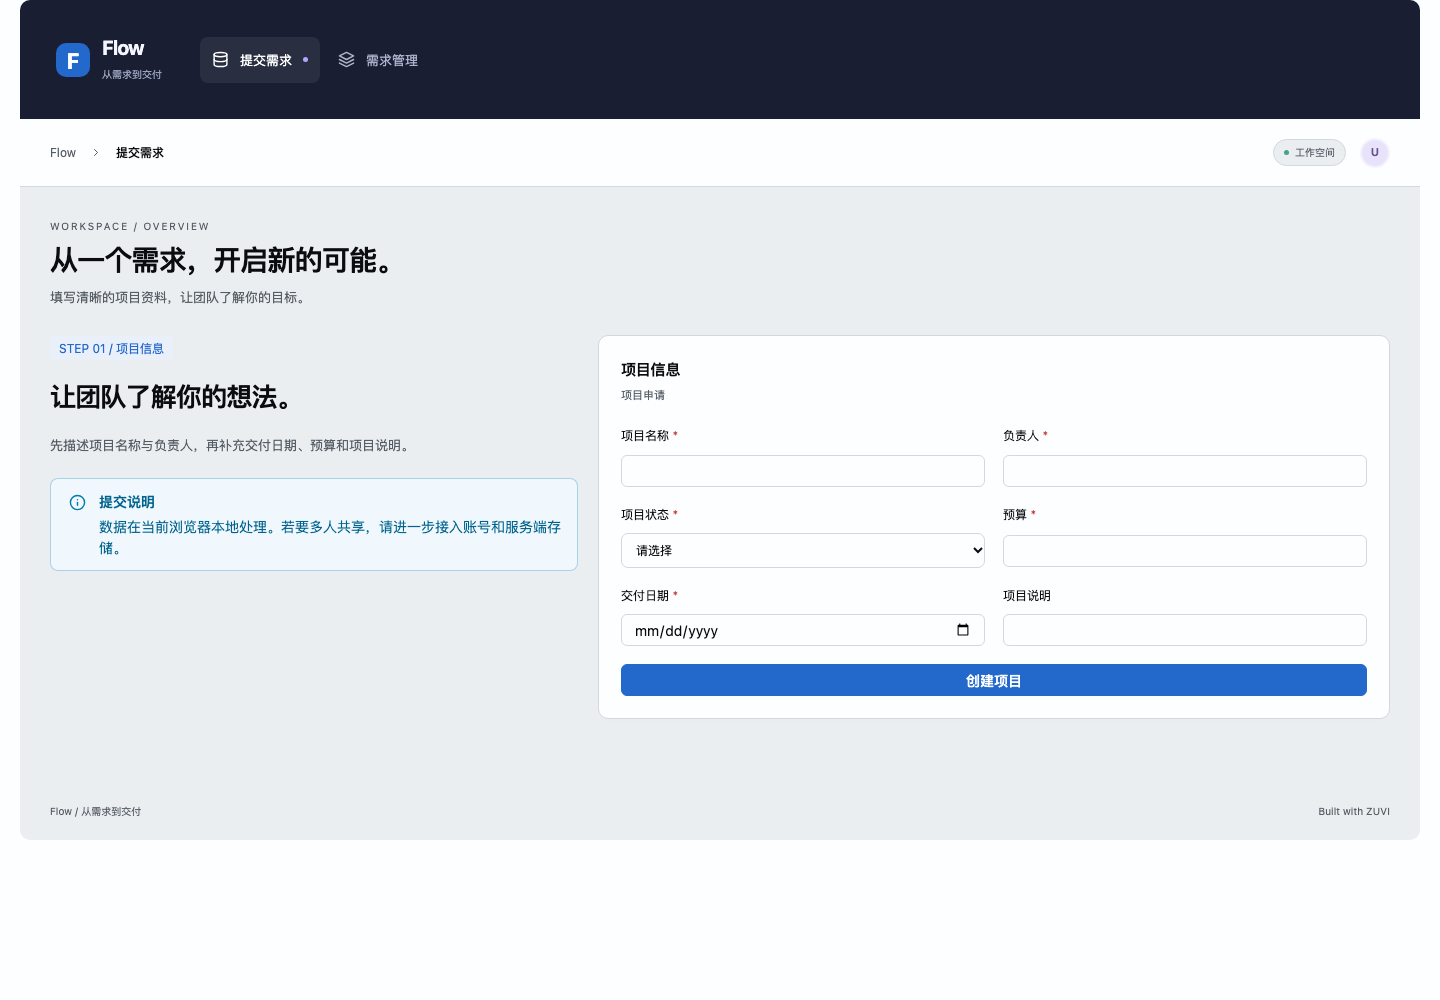 F
Flow
从需求到交付
提交需求
需求管理
Flow
提交需求
工作空间
U
WORKSPACE / OVERVIEW
从一个需求，开启新的可能。
填写清晰的项目资料，让团队了解你的目标。
STEP 01 / 项目信息
让团队了解你的想法。
先描述项目名称与负责人，再补充交付日期、预算和项目说明。
提交说明
数据在当前浏览器本地处理。若要多人共享，请进一步接入账号和服务端存
储。
项目信息
项目申请
项目名称 *
负责人 *
项目状态 *
预算 *
请选择
交付日期 *
项目说明
mm/dd/yyyy
创建项目
Flow / 从需求到交付
Built with ZUVI